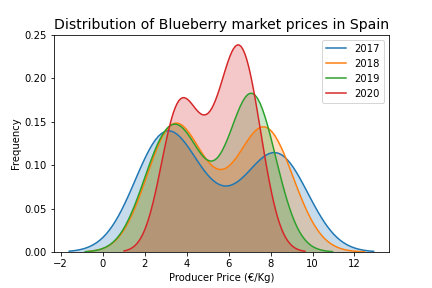 Distribution of Blueberry market prices in Spain
2017
2018
2019
2020
Frequency
0.25
0.20
0.15
0.10
0.05
0.00
−2 0 2 4 6 8 10 12
Producer Price (€/Kg)